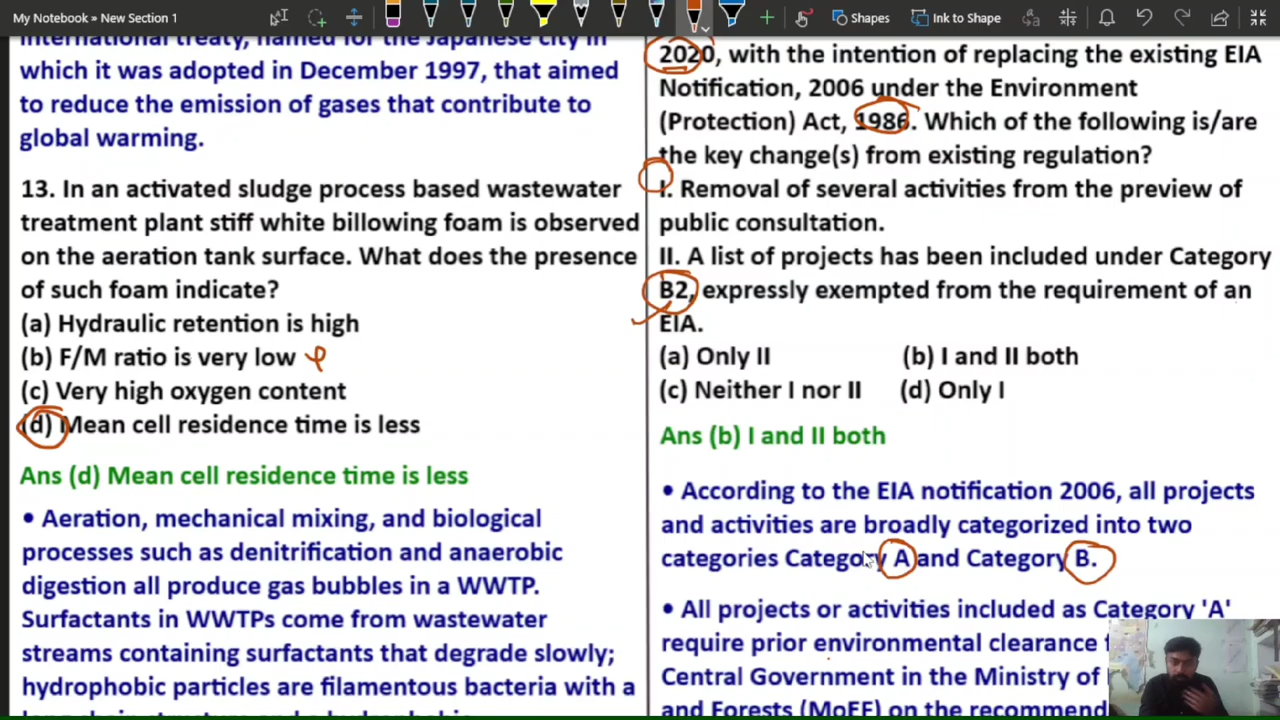 My Notebook » New Section 1
Shapes
Ink to Shape
international treaty, named for the Japanese city in
which it was adopted in December 1997, that aimed
to reduce the emission of gases that contribute to
global warming.
13. In an activated sludge process based wastewater
treatment plant stiff white billowing foam is observed
on the aeration tank surface. What does the presence
of such foam indicate?
(a) Hydraulic retention is high
(b) F/M ratio is very low
(c) Very high oxygen content
(d) Mean cell residence time is less
Ans (d) Mean cell residence time is less
• Aeration, mechanical mixing, and biological
processes such as denitrification and anaerobic
digestion all produce gas bubbles in a WWTP.
Surfactants in WWTPs come from wastewater
streams containing surfactants that degrade slowly;
hydrophobic particles are filamentous bacteria with a
2020, with the intention of replacing the existing EIA
Notification, 2006 under the Environment
(Protection) Act, 1986. Which of the following is/are
the key change(s) from existing regulation?
I. Removal of several activities from the preview of
public consultation.
II. A list of projects has been included under Category
B2, expressly exempted from the requirement of an
EIA.
(a) Only II (b) I and II both
(c) Neither I nor II (d) Only I
Ans (b) I and II both
• According to the EIA notification 2006, all projects
and activities are broadly categorized into two
categories Category A and Category B.
• All projects or activities included as Category 'A'
require prior environmental clearance
Central Government in the Ministry of
and Forests (MoEF) on the recommend